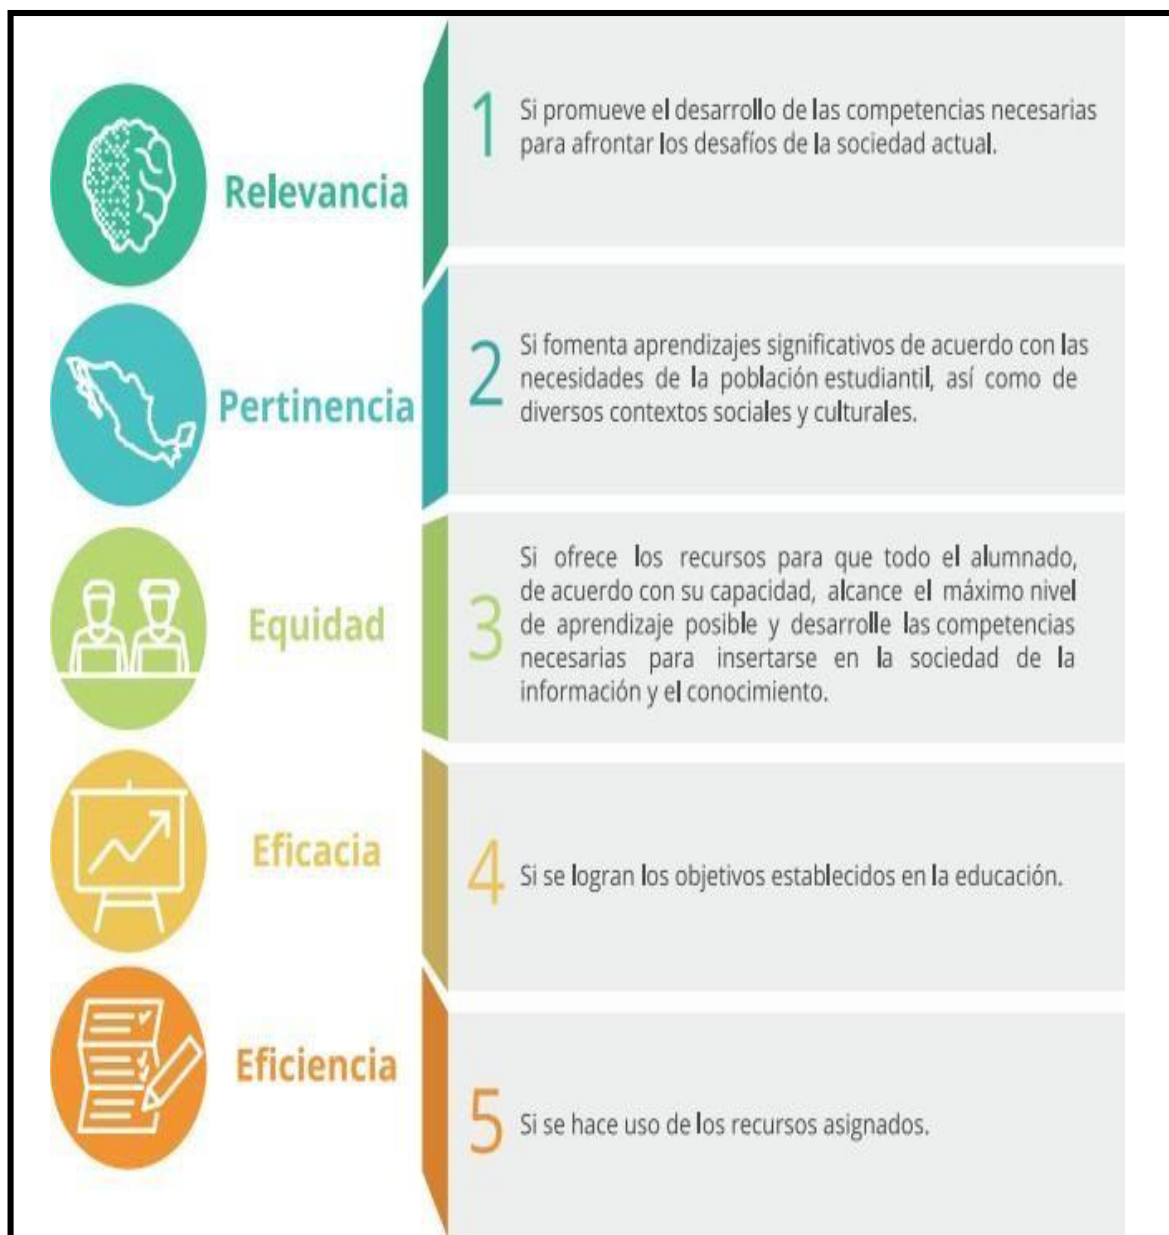 Relevancia
1
Si promueve el desarrollo de las competencias necesarias
para afrontar los desafíos de la sociedad actual.
Pertinencia
2
Si fomenta aprendizajes significativos de acuerdo con las
necesidades de la población estudiantil, así como de
diversos contextos sociales y culturales.
Equidad
3
Si ofrece los recursos para que todo el alumnado,
de acuerdo con su capacidad, alcance el máximo nivel
de aprendizaje posible y desarrolle las competencias
necesarias para insertarse en la sociedad de la
información y el conocimiento.
Eficacia
4
Si se logran los objetivos establecidos en la educación.
Eficiencia
5
Si se hace uso de los recursos asignados.